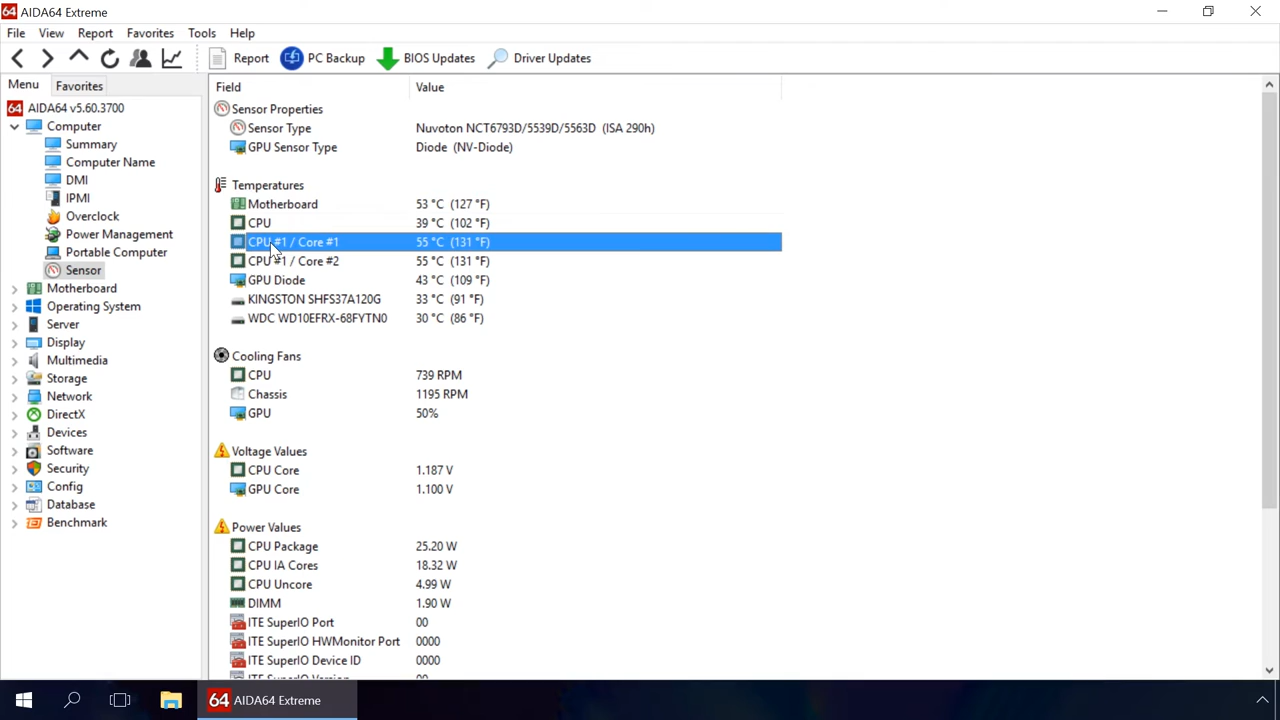 64 AIDA64 Extreme
File View Report Favorites Tools Help
Report PC Backup BIOS Updates Driver Updates
Menu Favorites
64 AIDA64 v5.60.3700
Computer
Summary
Computer Name
DMI
IPMI
Overclock
Power Management
Portable Computer
Sensor
Motherboard
Operating System
Server
Display
Multimedia
Storage
Network
DirectX
Devices
Software
Security
Config
Database
Benchmark
Field Value
Sensor Properties
Sensor Type Nuvoton NCT6793D/5539D/5563D (ISA 290h)
GPU Sensor Type Diode (NV-Diode)
Temperatures
Motherboard 53 °C (127 °F)
CPU 39 °C (102 °F)
CPU #1 / Core #1 55 °C (131 °F)
CPU #1 / Core #2 55 °C (131 °F)
GPU Diode 43 °C (109 °F)
KINGSTON SHFS37A120G 33 °C (91 °F)
WDC WD10EFRX-68FYTN0 30 °C (86 °F)
Cooling Fans
CPU 739 RPM
Chassis 1195 RPM
GPU 50%
Voltage Values
CPU Core 1.187 V
GPU Core 1.100 V
Power Values
CPU Package 25.20 W
CPU IA Cores 18.32 W
CPU Uncore 4.99 W
DIMM 1.90 W
ITE SuperIO Port 00
ITE SuperIO HWMonitor Port 0000
ITE SuperIO Device ID 0000
ITE SuperIO Version 00
64 AIDA64 Extreme